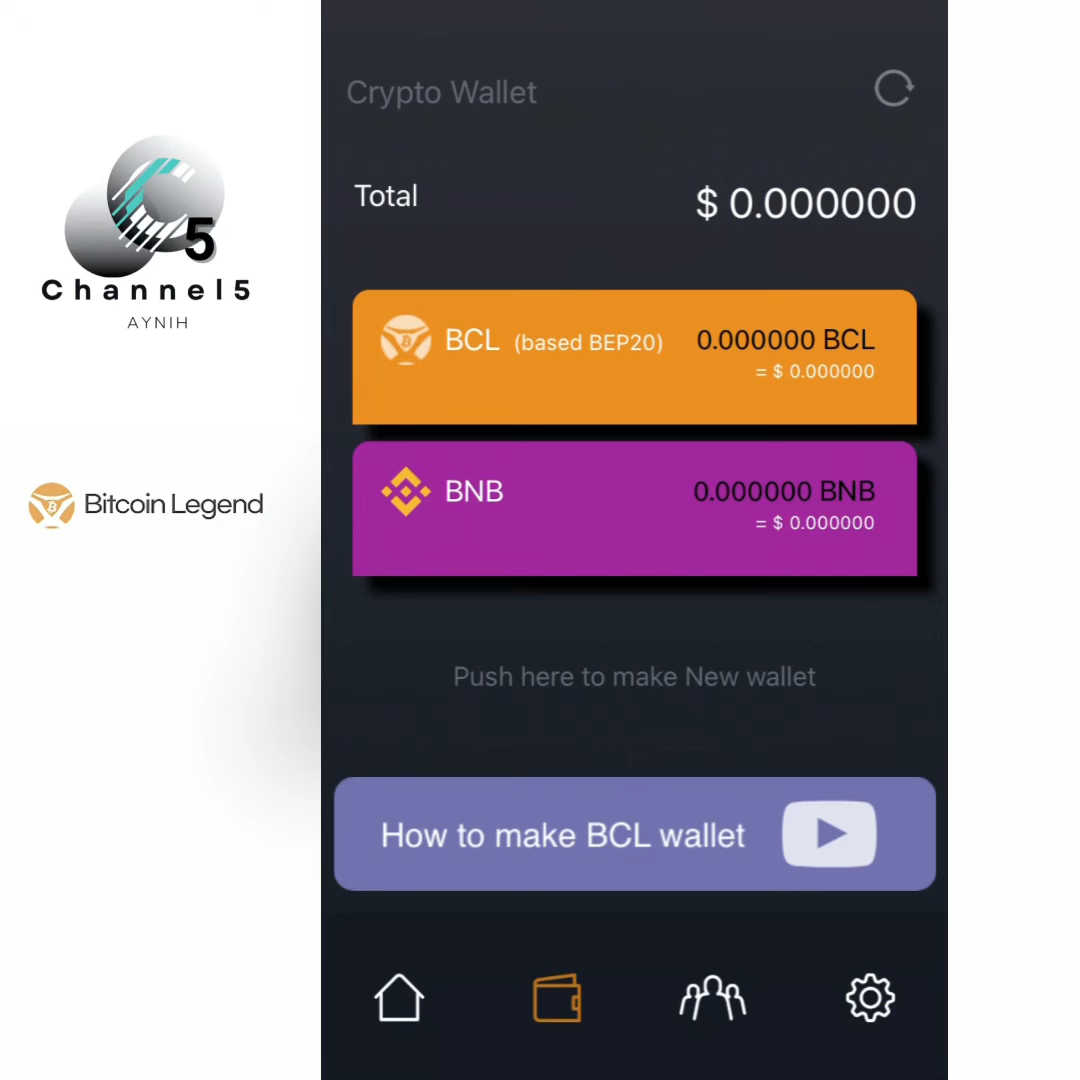 Channel5
AYNIH
Bitcoin Legend
Crypto Wallet
Total
$ 0.000000
BCL (based BEP20)
0.000000 BCL
= $ 0.000000
BNB
0.000000 BNB
= $ 0.000000
Push here to make New wallet
How to make BCL wallet